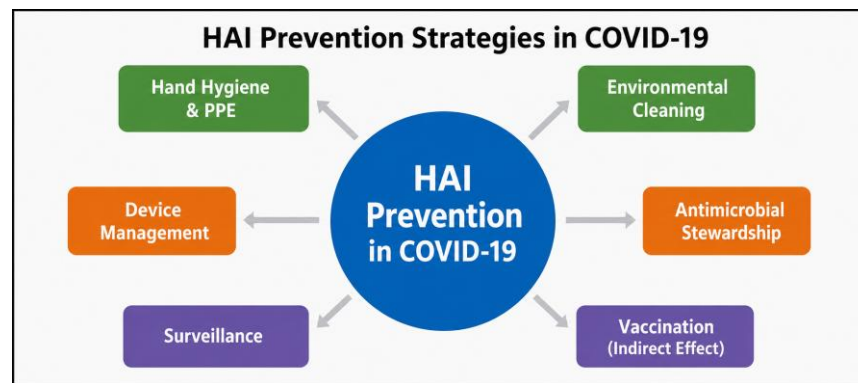 HAI Prevention Strategies in COVID-19
Hand Hygiene
& PPE
Environmental
Cleaning
HAI
Prevention
in COVID-19
Device
Management
Antimicrobial
Stewardship
Surveillance
Vaccination
(Indirect Effect)